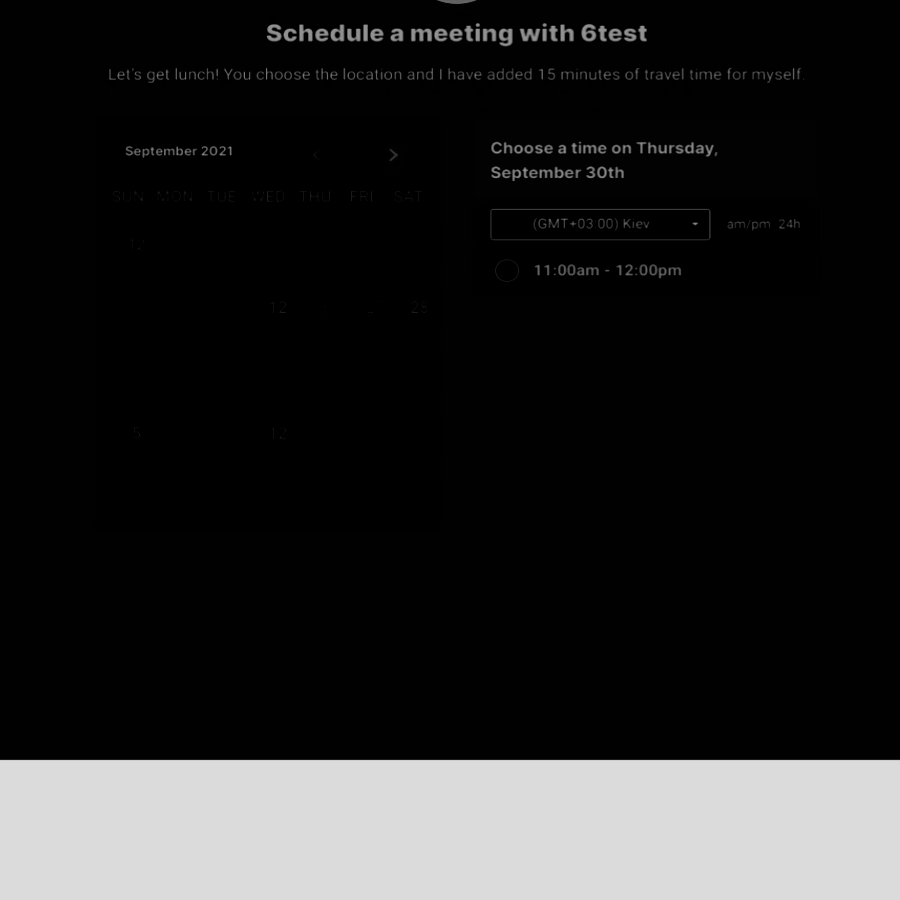 Schedule a meeting with 6test
Let's get lunch! You choose the location and I have added 15 minutes of travel time for myself.
September 2021
SUN MON TUE WED THU FRI SAT
12
12 28
5 12
Choose a time on Thursday,
September 30th
(GMT+03:00) Kiev
am/pm 24h
11:00am - 12:00pm